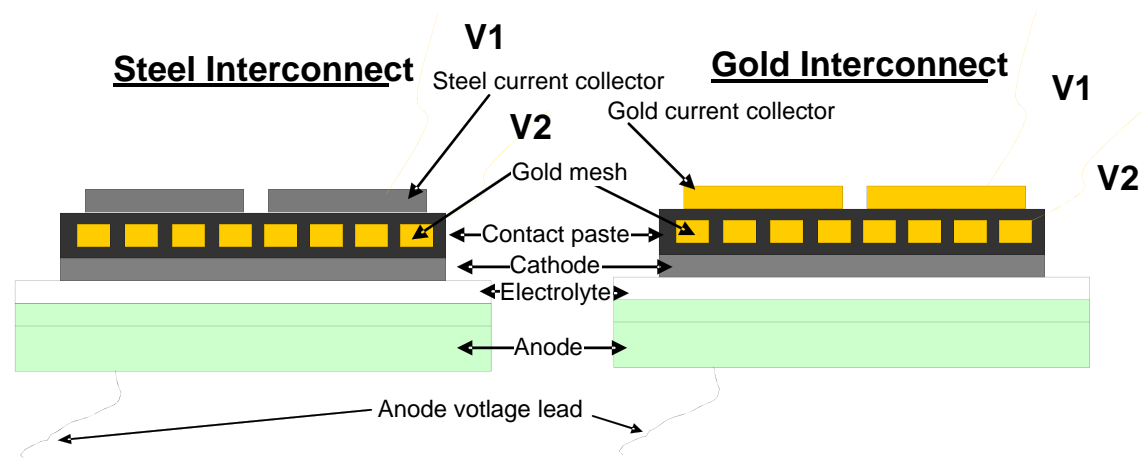 V1
Steel Interconnect
Gold Interconnect
Steel current collector
V1
Gold current collector
V2
Gold mesh
V2
Contact paste
Cathode
Electrolyte
Anode
Anode votlage lead